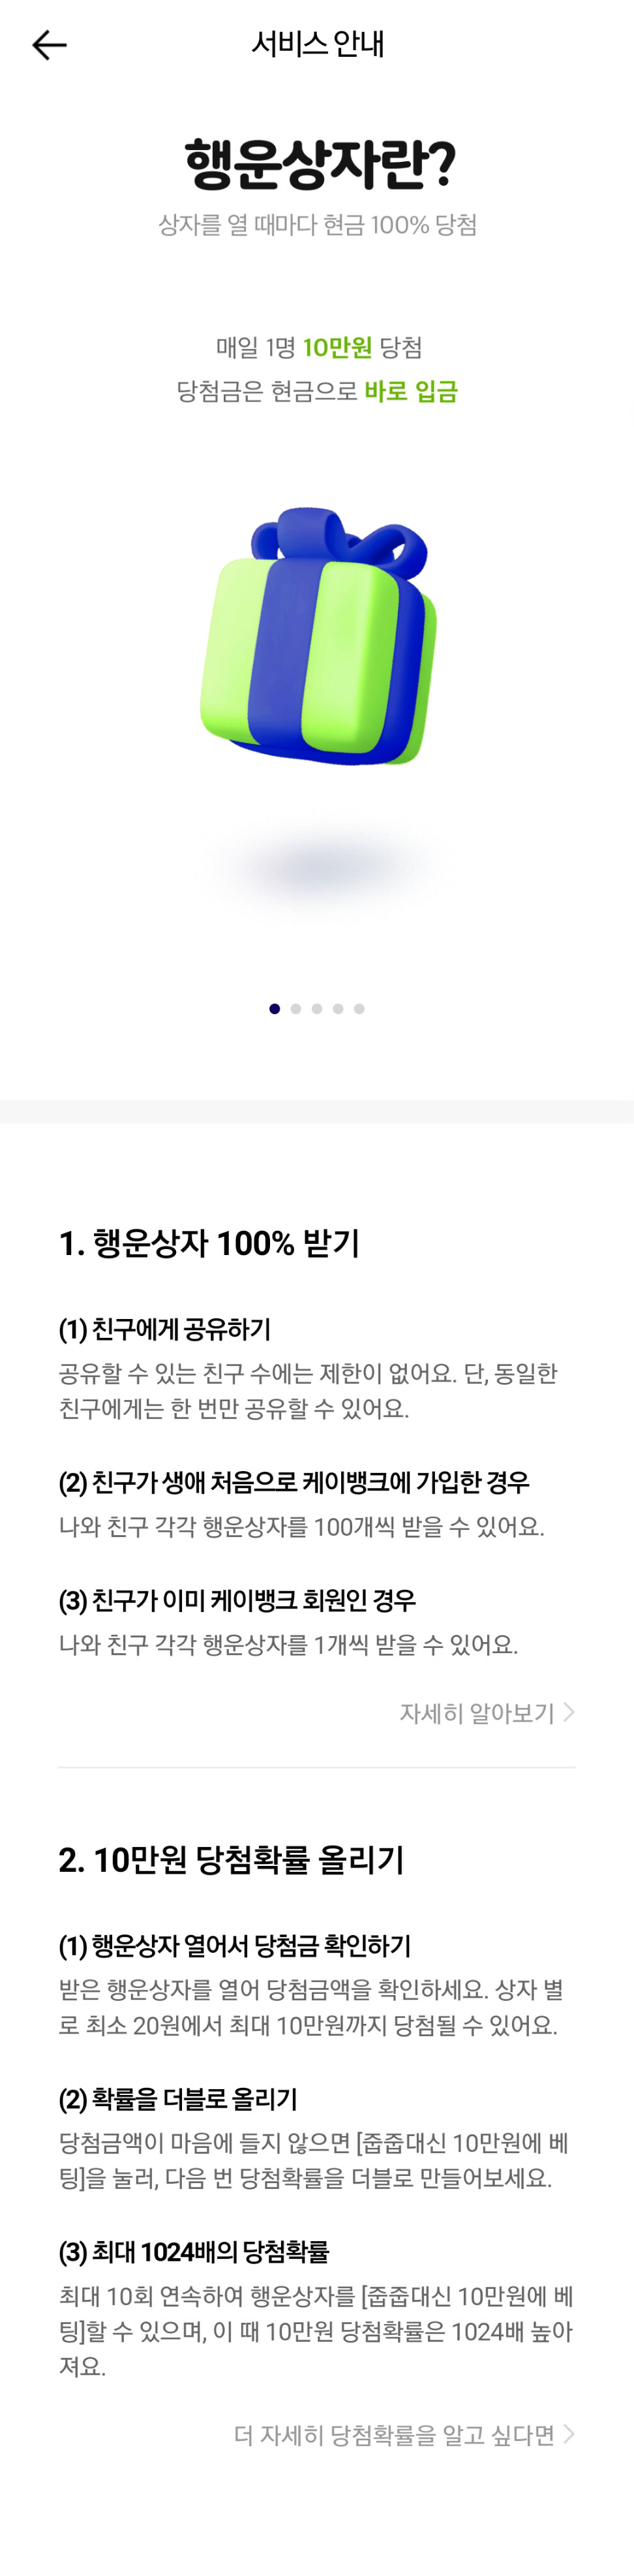 서비스 안내
행운상자란?
상자를 열 때마다 현금 100% 당첨
매일 1명 10만원 당첨
당첨금은 현금으로 바로 입금
1. 행운상자 100% 받기
(1) 친구에게 공유하기
공유할 수 있는 친구 수에는 제한이 없어요. 단, 동일한
친구에게는 한 번만 공유할 수 있어요.
(2) 친구가 생애 처음으로 케이뱅크에 가입한 경우
나와 친구 각각 행운상자를 100개씩 받을 수 있어요.
(3) 친구가 이미 케이뱅크 회원인 경우
나와 친구 각각 행운상자를 1개씩 받을 수 있어요.
자세히 알아보기 >
2. 10만원 당첨확률 올리기
(1) 행운상자 열어서 당첨금 확인하기
받은 행운상자를 열어 당첨금액을 확인하세요. 상자 별
로 최소 20원에서 최대 10만원까지 당첨될 수 있어요.
(2) 확률을 더블로 올리기
당첨금액이 마음에 들지 않으면 [줍줍대신 10만원에 베
팅]을 눌러, 다음 번 당첨확률을 더블로 만들어보세요.
(3) 최대 1024배의 당첨확률
최대 10회 연속하여 행운상자를 [줍줍대신 10만원에 베
팅]할 수 있으며, 이 때 10만원 당첨확률은 1024배 높아
져요.
더 자세히 당첨확률을 알고 싶다면 >